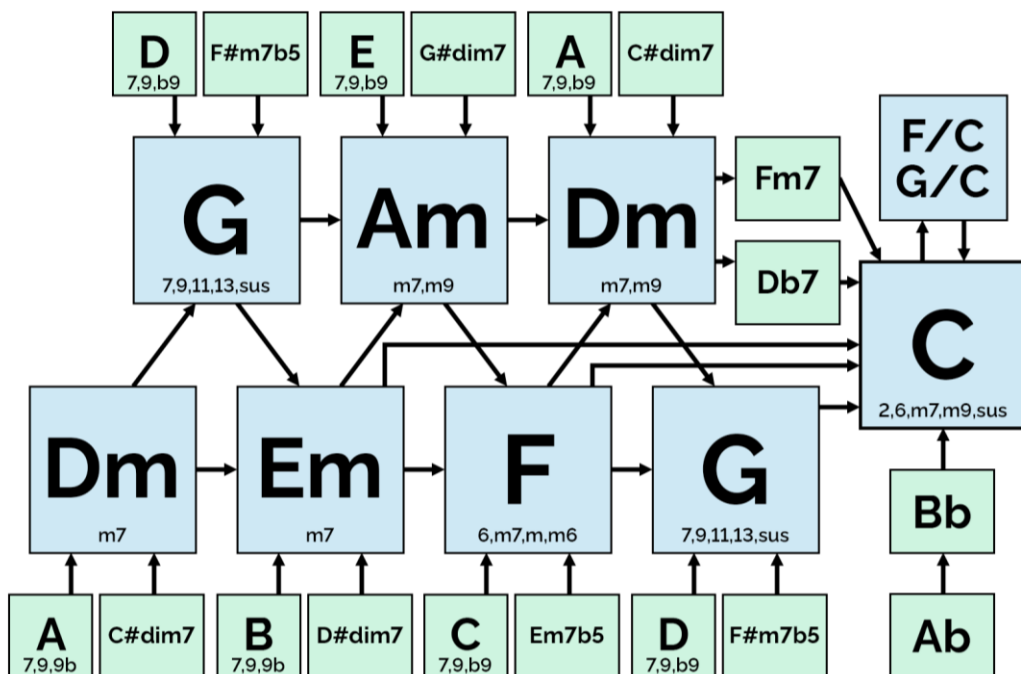 D
7,9,b9
F#m7b5
E
7,9,b9
G#dim7
A
7,9,b9
C#dim7
F/C
G/C
G
7,9,11,13,sus
Am
m7,m9
Dm
m7,m9
Fm7
Db7
C
2,6,m7,m9,sus
Dm
m7
Em
m7
F
6,m7,m,m6
G
7,9,11,13,sus
Bb
A
7,9,9b
C#dim7
B
7,9,9b
D#dim7
C
7,9,b9
Em7b5
D
7,9,b9
F#m7b5
Ab